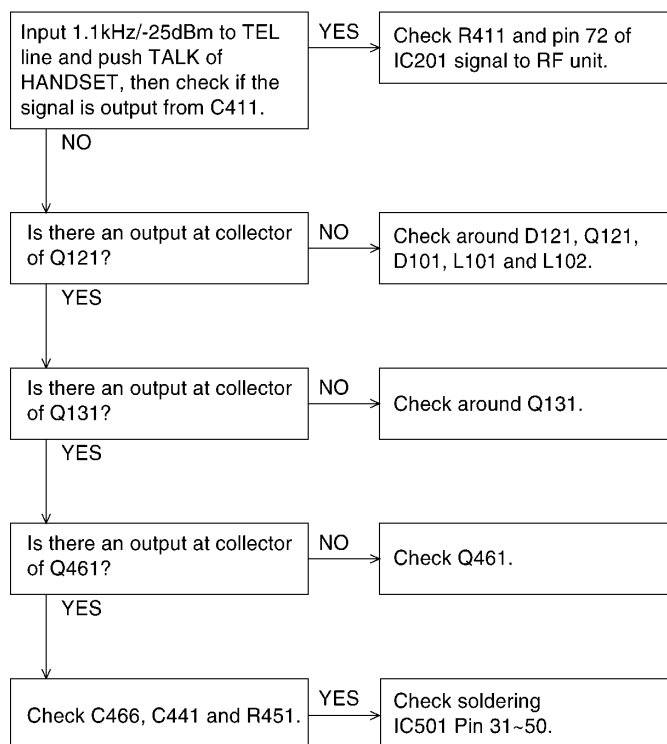 Input 1.1kHz/-25dBm to TEL
line and push TALK of
HANDSET, then check if the
signal is output from C411.
YES
Check R411 and pin 72 of
IC201 signal to RF unit.
NO
Is there an output at collector
of Q121?
NO
Check around D121, Q121,
D101, L101 and L102.
YES
Is there an output at collector
of Q131?
NO
Check around Q131.
YES
Is there an output at collector
of Q461?
NO
Check Q461.
YES
Check C466, C441 and R451.
YES
Check soldering
IC501 Pin 31~50.